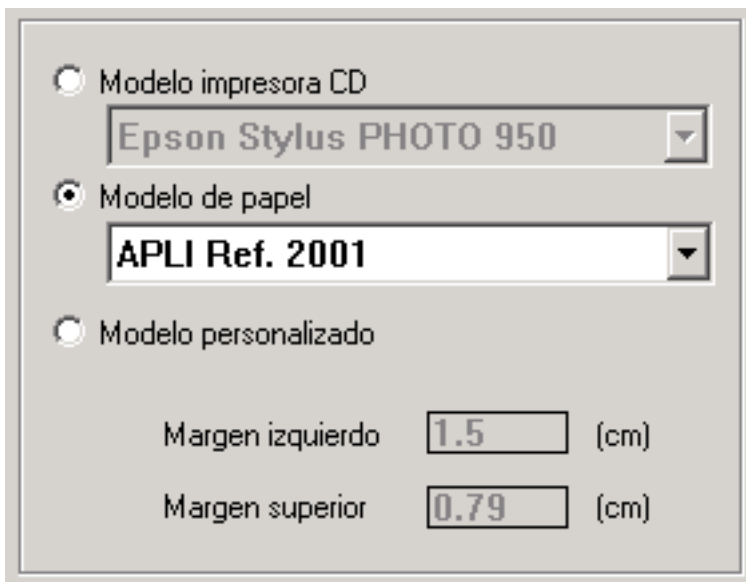 Modelo impresora CD
Epson Stylus PHOTO 950
Modelo de papel
APLI Ref. 2001
Modelo personalizado
Margen izquierdo 1.5 (cm)
Margen superior 0.79 (cm)